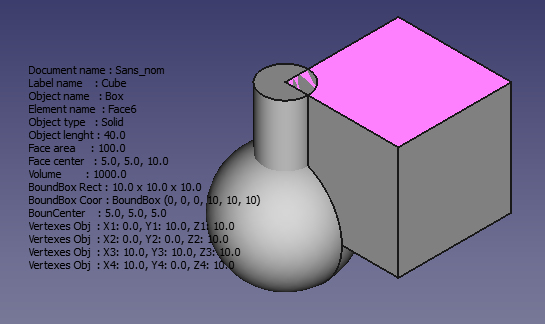 Document name : Sans_nom
Label name : Cube
Object name : Box
Element name : Face6
Object type : Solid
Object lenght : 40.0
Face area : 100.0
Face center : 5.0, 5.0, 10.0
Volume : 1000.0
BoundBox Rect : 10.0 x 10.0 x 10.0
BoundBox Coor : BoundBox (0, 0, 0, 10, 10, 10)
BounCenter : 5.0, 5.0, 5.0
Vertexes Obj : X1: 0.0, Y1: 10.0, Z1: 10.0
Vertexes Obj : X2: 0.0, Y2: 0.0, Z2: 10.0
Vertexes Obj : X3: 10.0, Y3: 10.0, Z3: 10.0
Vertexes Obj : X4: 10.0, Y4: 0.0, Z4: 10.0